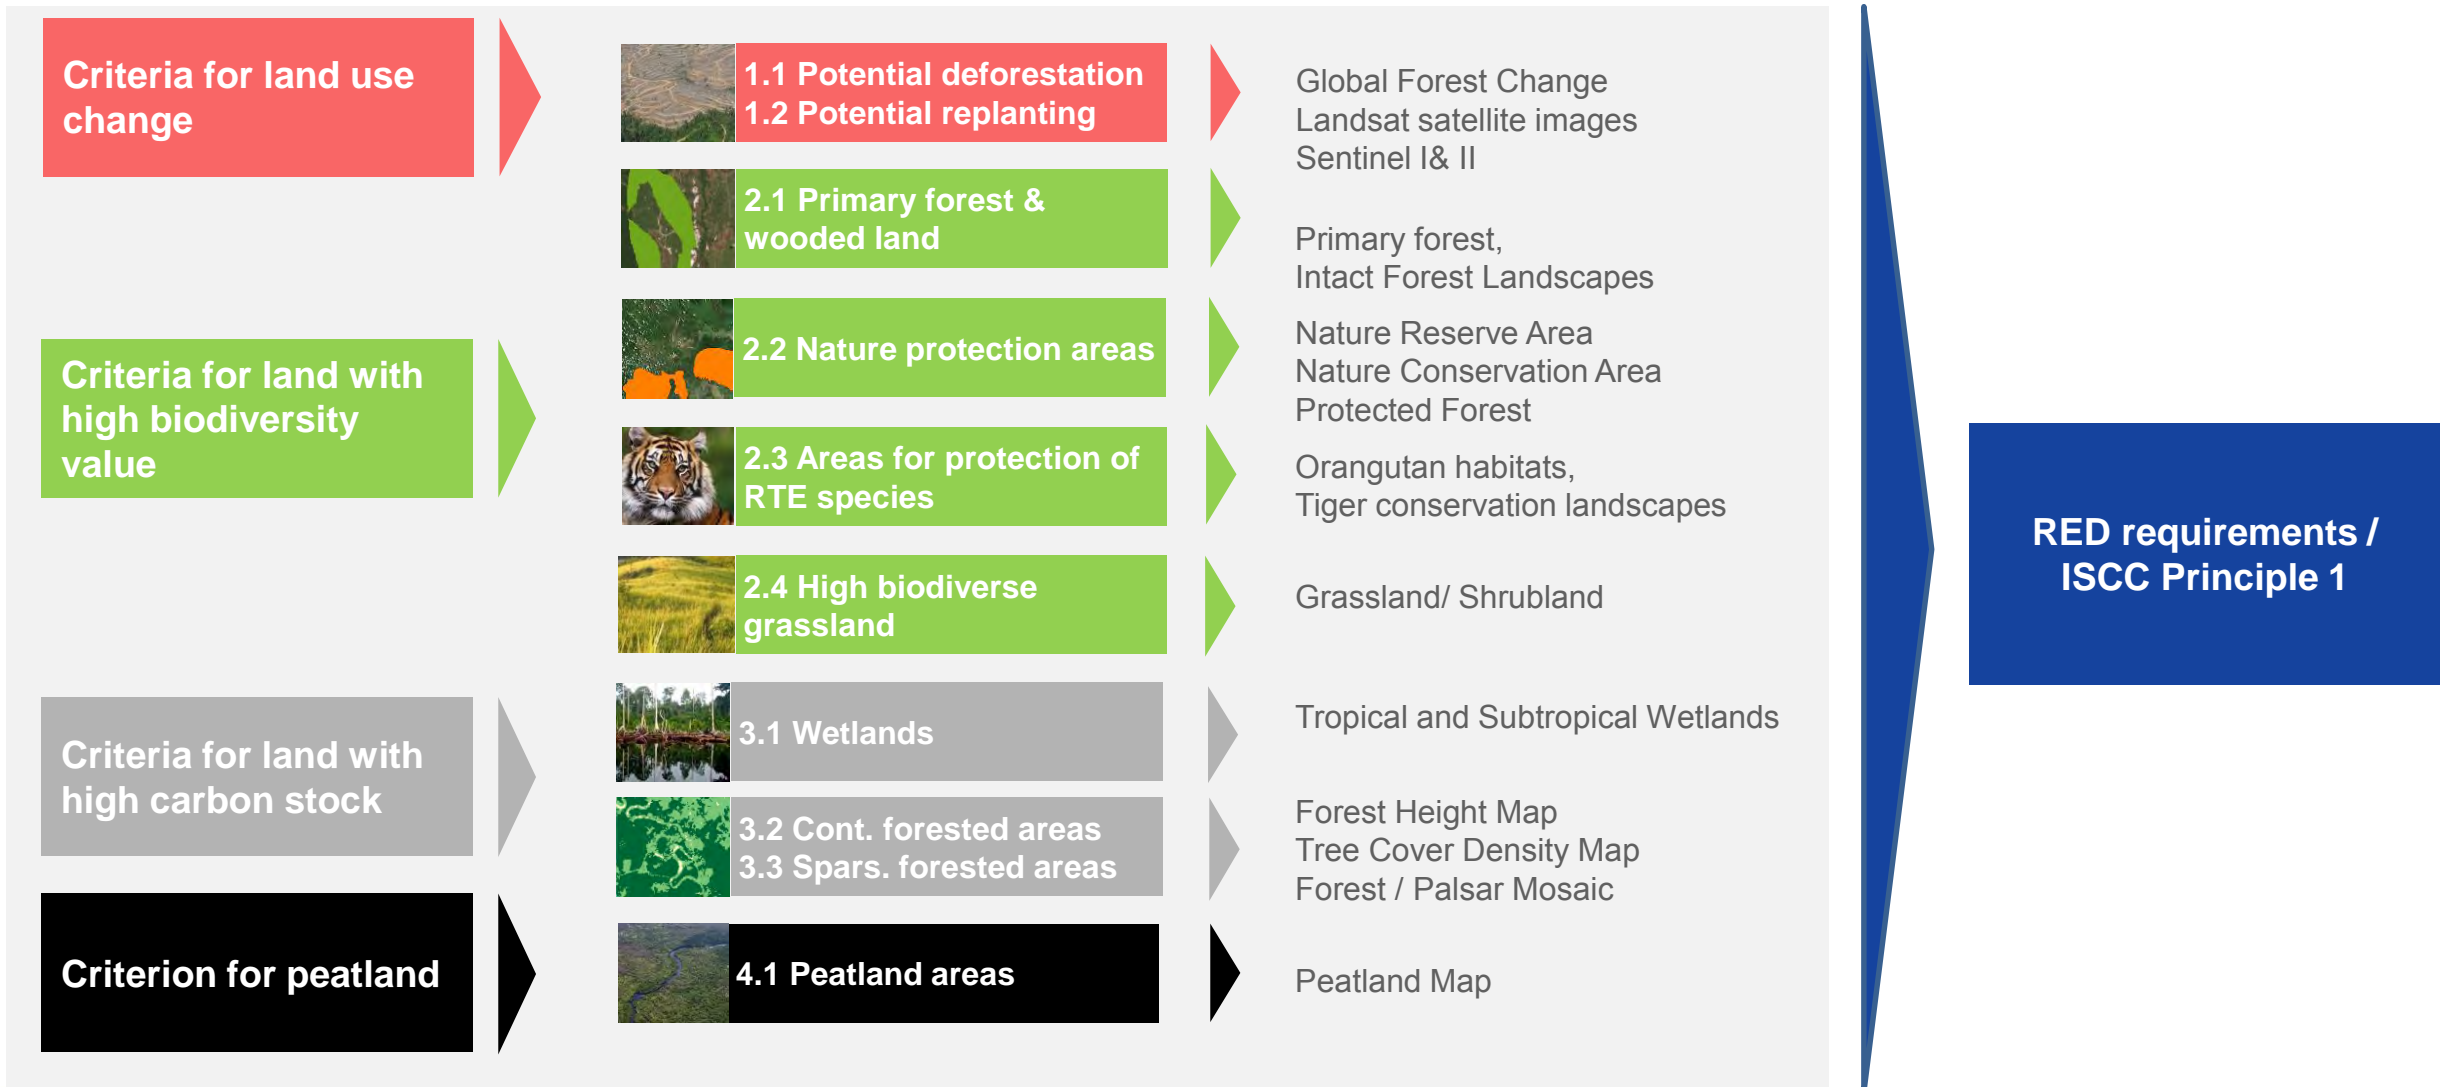 Criteria for land use
change
1.1 Potential deforestation
1.2 Potential replanting
Global Forest Change
Landsat satellite images
Sentinel I& II
Criteria for land with
high biodiversity
value
2.1 Primary forest &
wooded land
Primary forest,
Intact Forest Landscapes
2.2 Nature protection areas
Nature Reserve Area
Nature Conservation Area
Protected Forest
2.3 Areas for protection of
RTE species
Orangutan habitats,
Tiger conservation landscapes
2.4 High biodiverse
grassland
Grassland/ Shrubland
Criteria for land with
high carbon stock
3.1 Wetlands
Tropical and Subtropical Wetlands
3.2 Cont. forested areas
3.3 Spars. forested areas
Forest Height Map
Tree Cover Density Map
Forest / Palsar Mosaic
Criterion for peatland
4.1 Peatland areas
Peatland Map
RED requirements /
ISCC Principle 1